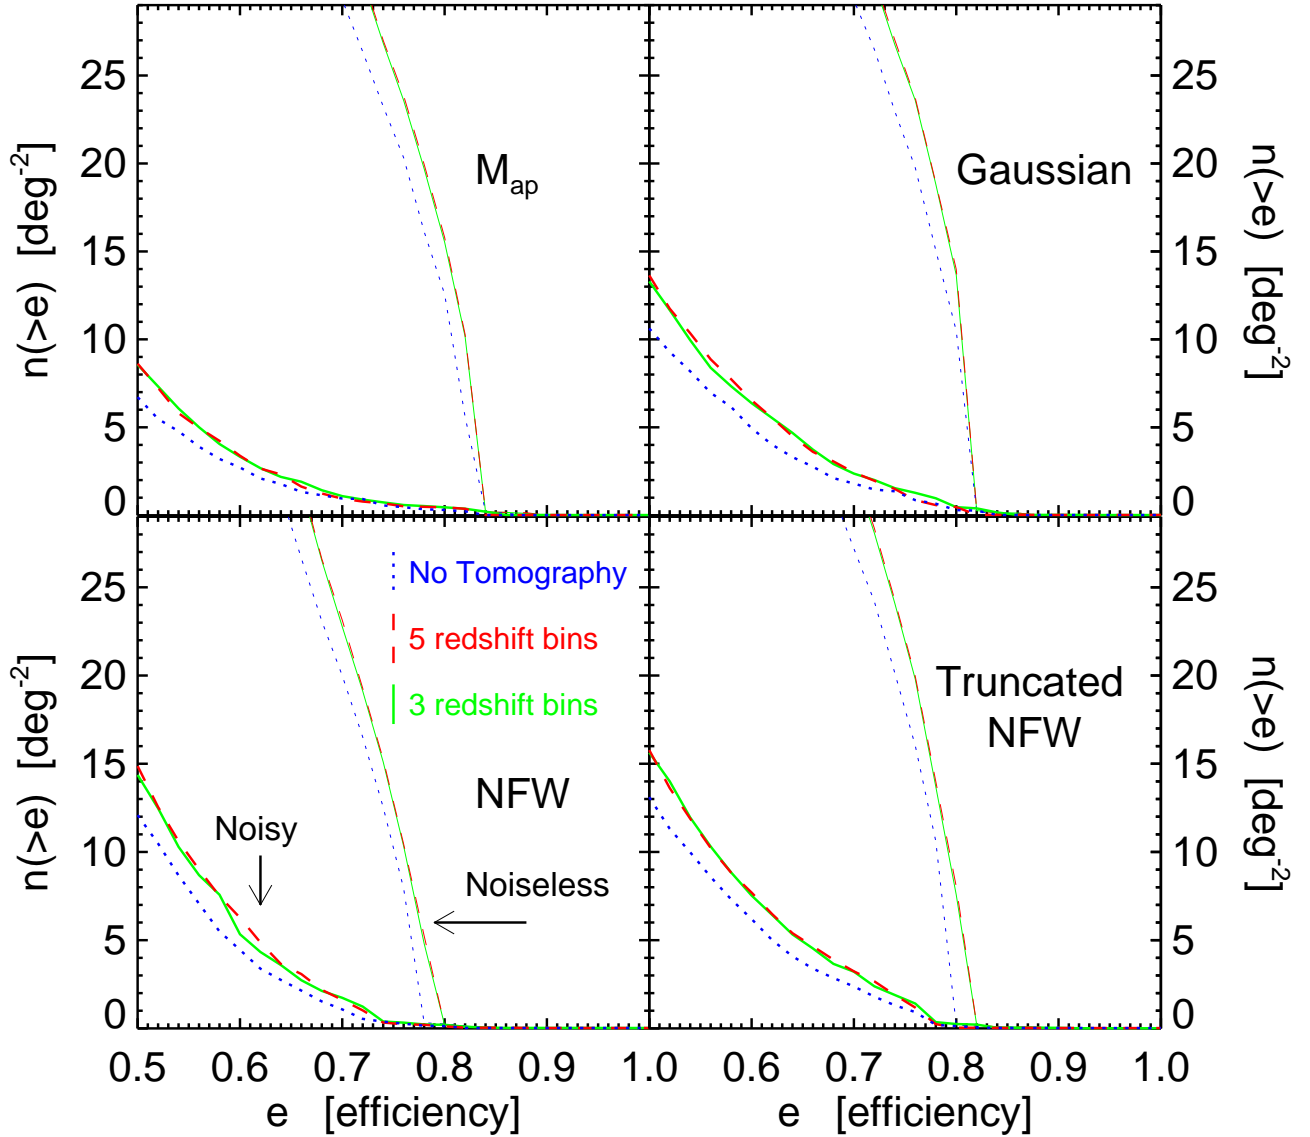 25
20
15
10
5
0
n(>e) [deg⁻²]
M_ap
Gaussian
25
20
15
10
5
0
n(>e) [deg⁻²]
25
20
15
10
5
0
n(>e) [deg⁻²]
No Tomography
5 redshift bins
3 redshift bins
NFW
Noisy
Noiseless
Truncated
NFW
25
20
15
10
5
0
n(>e) [deg⁻²]
0.5 0.6 0.7 0.8 0.9 1.0 0.7 0.8 0.9 1.0
e [efficiency]
e [efficiency]